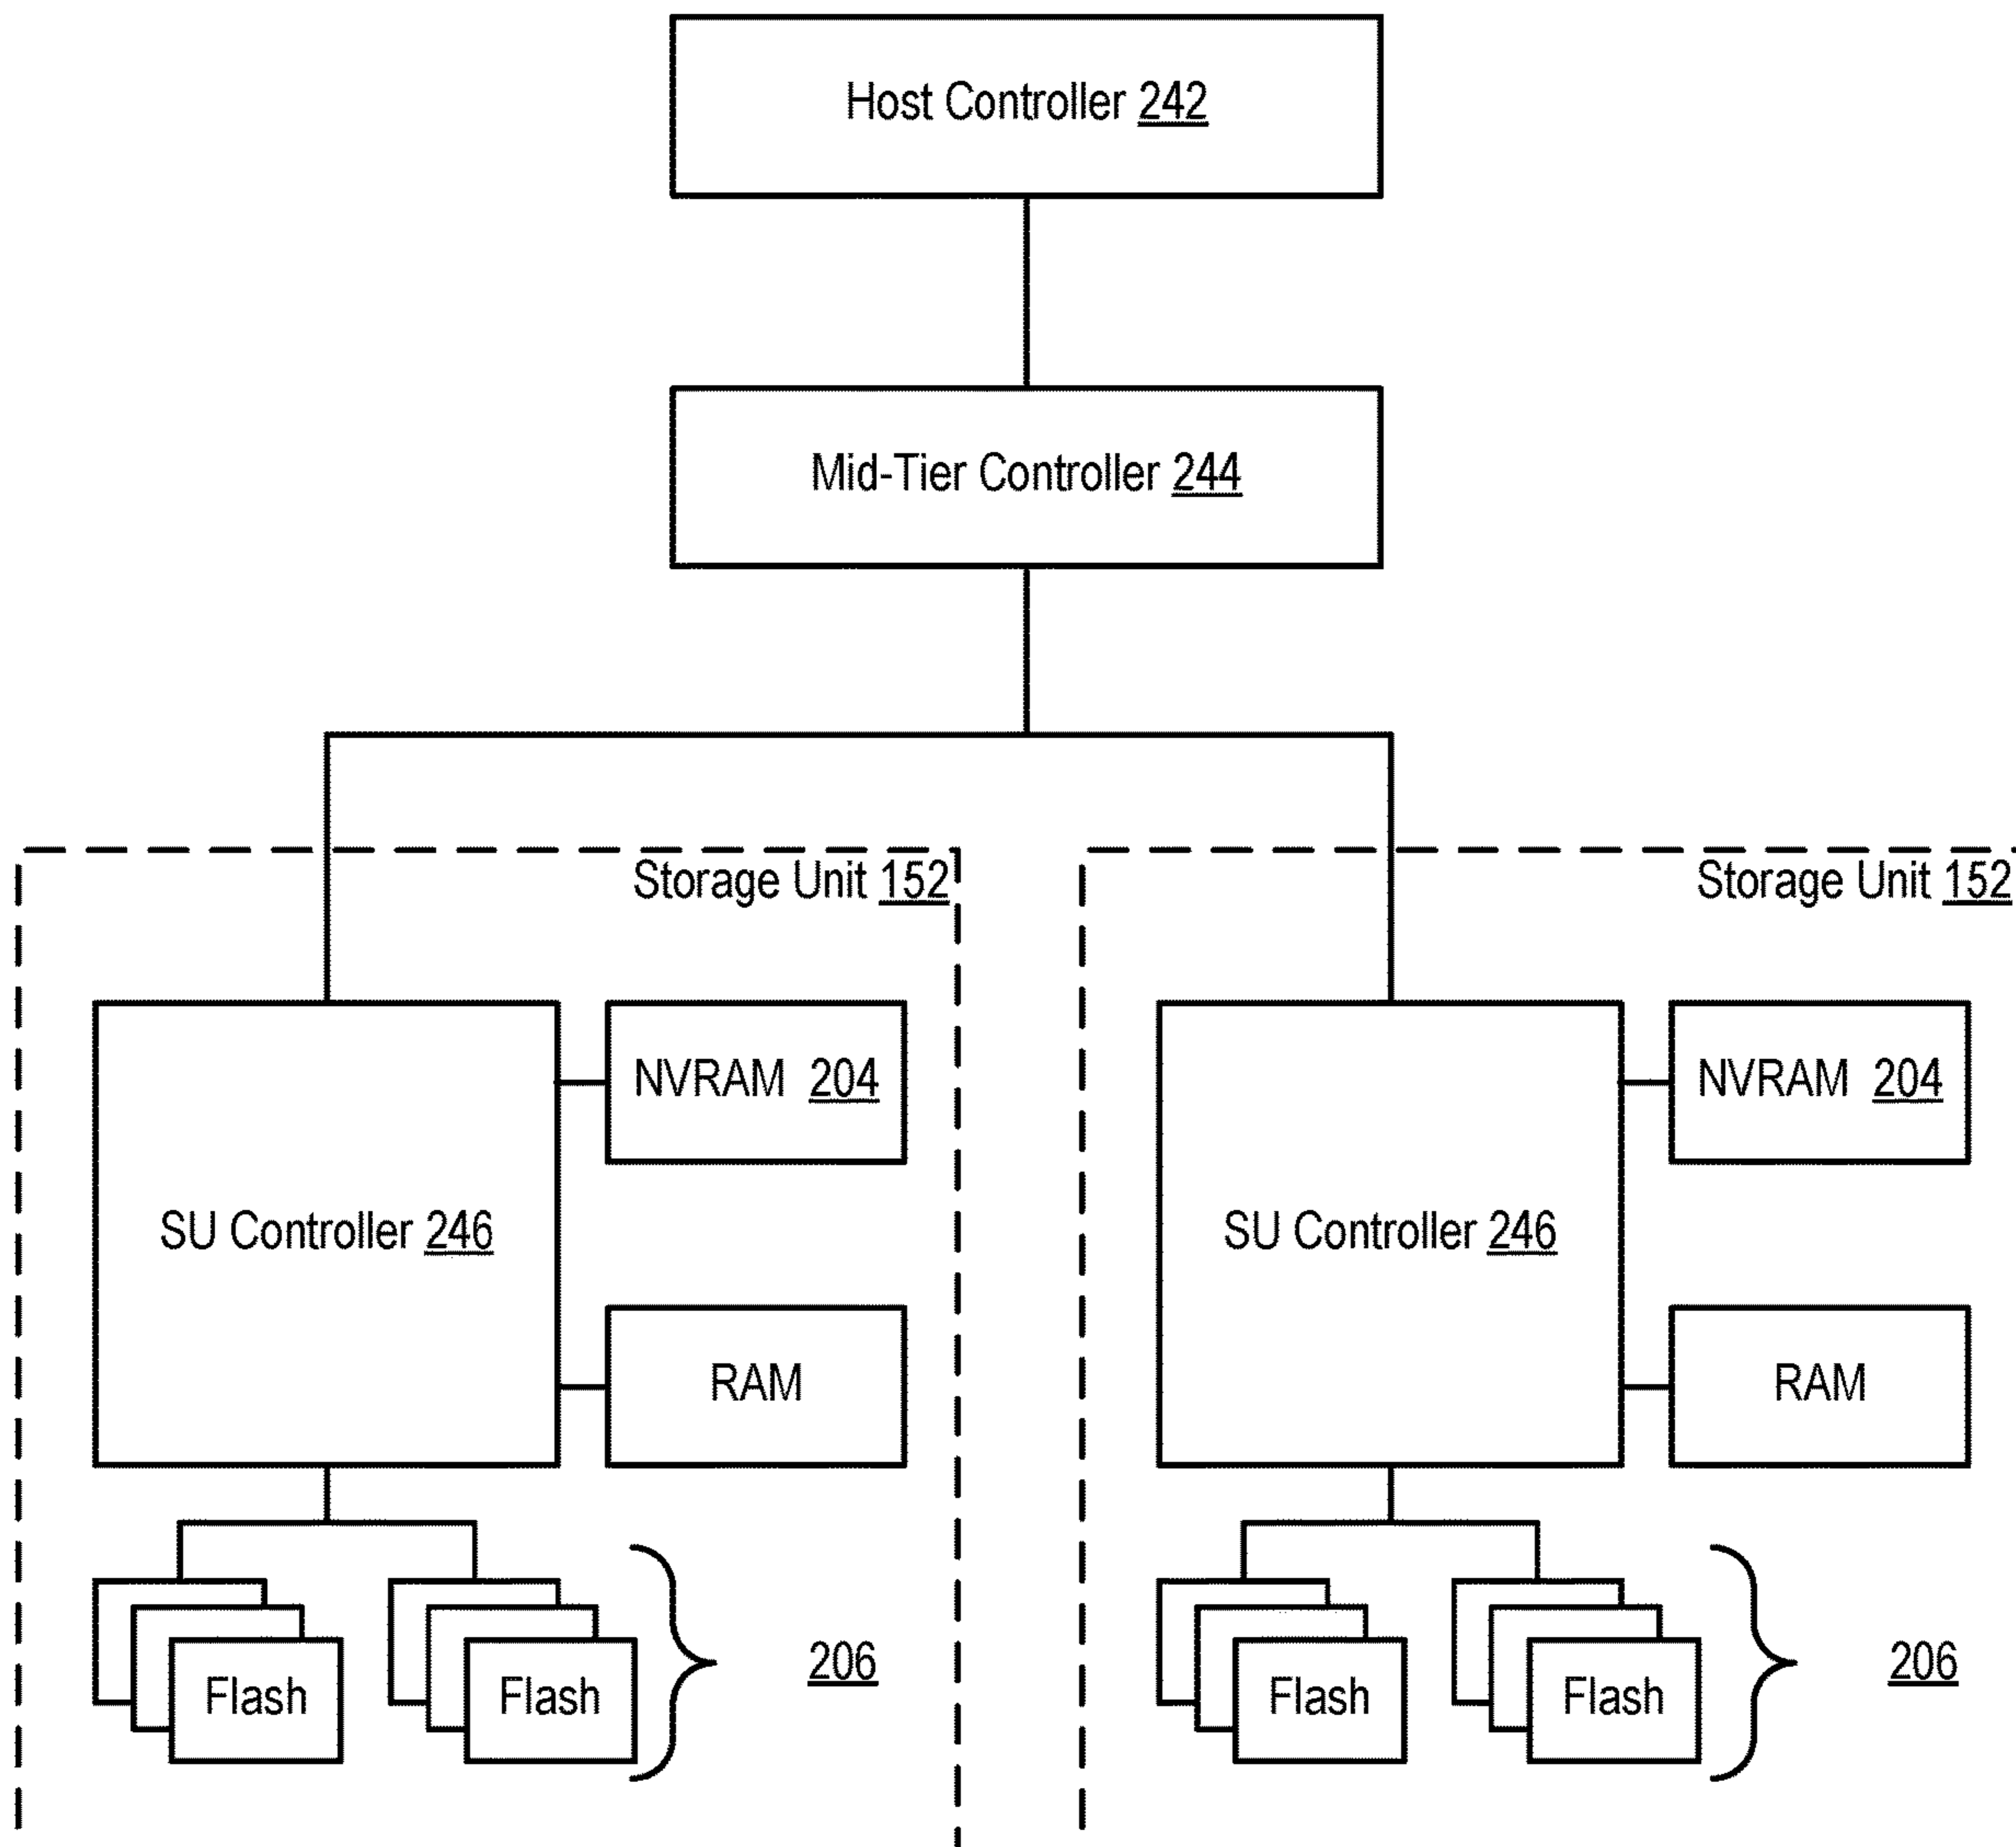 Host Controller 242
Mid-Tier Controller 244
Storage Unit 152
Storage Unit 152
NVRAM 204
NVRAM 204
SU Controller 246
SU Controller 246
RAM
RAM
Flash
Flash
206
Flash
Flash
206